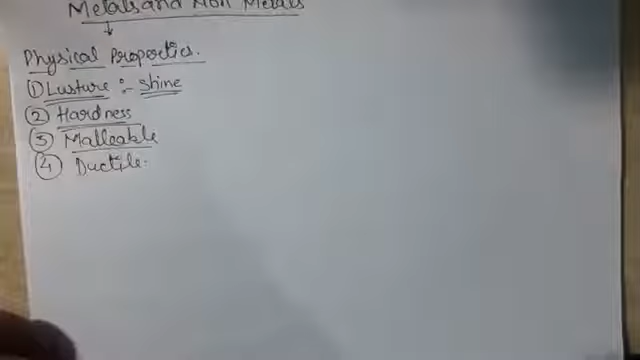 Metals and Non Metals
Physical Properties.
① Lusture :- Shine
② Hardness
③ Malleable
④ Ductile.